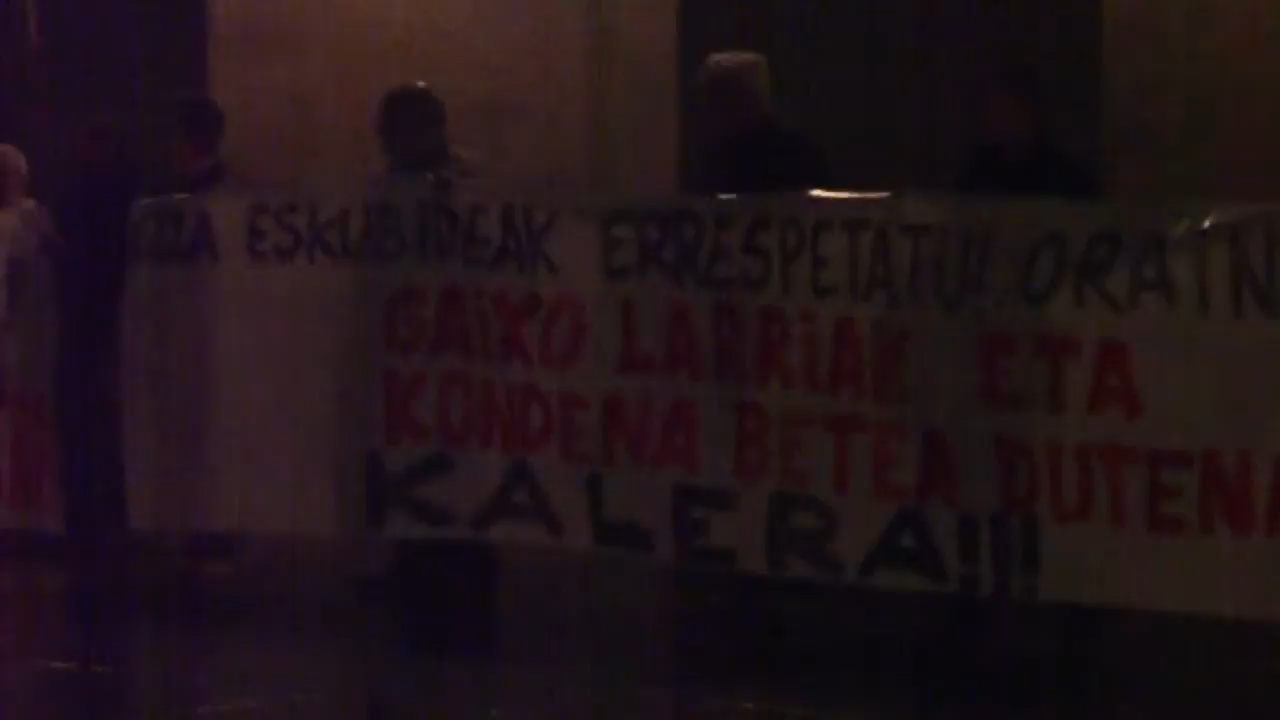 ESKUBIDEAK ERRESPETATU! ORAIN
GAIXO LARRIAK ETA
KONDENA BETEA DUTENA
KALERA!!!